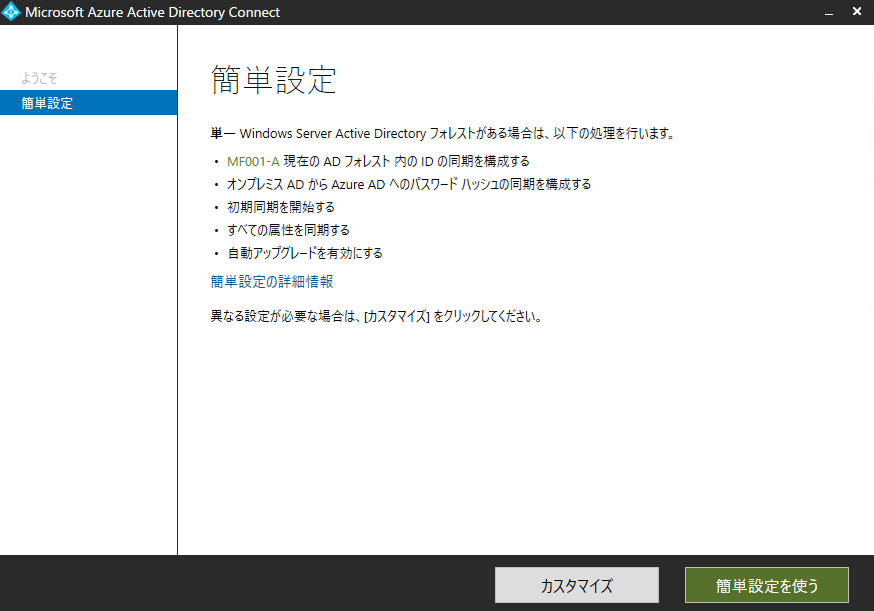 Microsoft Azure Active Directory Connect
ようこそ
簡単設定
簡単設定
単一 Windows Server Active Directory フォレストがある場合は、以下の処理を行います。
• MF001-A 現在の AD フォレスト 内の ID の同期を構成する
• オンプレミス AD から Azure AD へのパスワード ハッシュの同期を構成する
• 初期同期を開始する
• すべての属性を同期する
• 自動アップグレードを有効にする
簡単設定の詳細情報
異なる設定が必要な場合は、[カスタマイズ] をクリックしてください。
カスタマイズ
簡単設定を使う